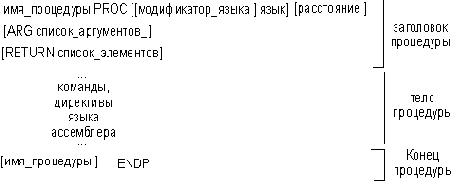 имя_процедуры PROC [[модификатор_языка] язык] [расстояние]
[ARG список_аргументов_]
[RETURN список_элементов]
заголовок
процедуры
...
команды,
директивы
языка
ассемблера
...
тело
процедуры
[имя_процедуры] ENDP
Конец
процедуры